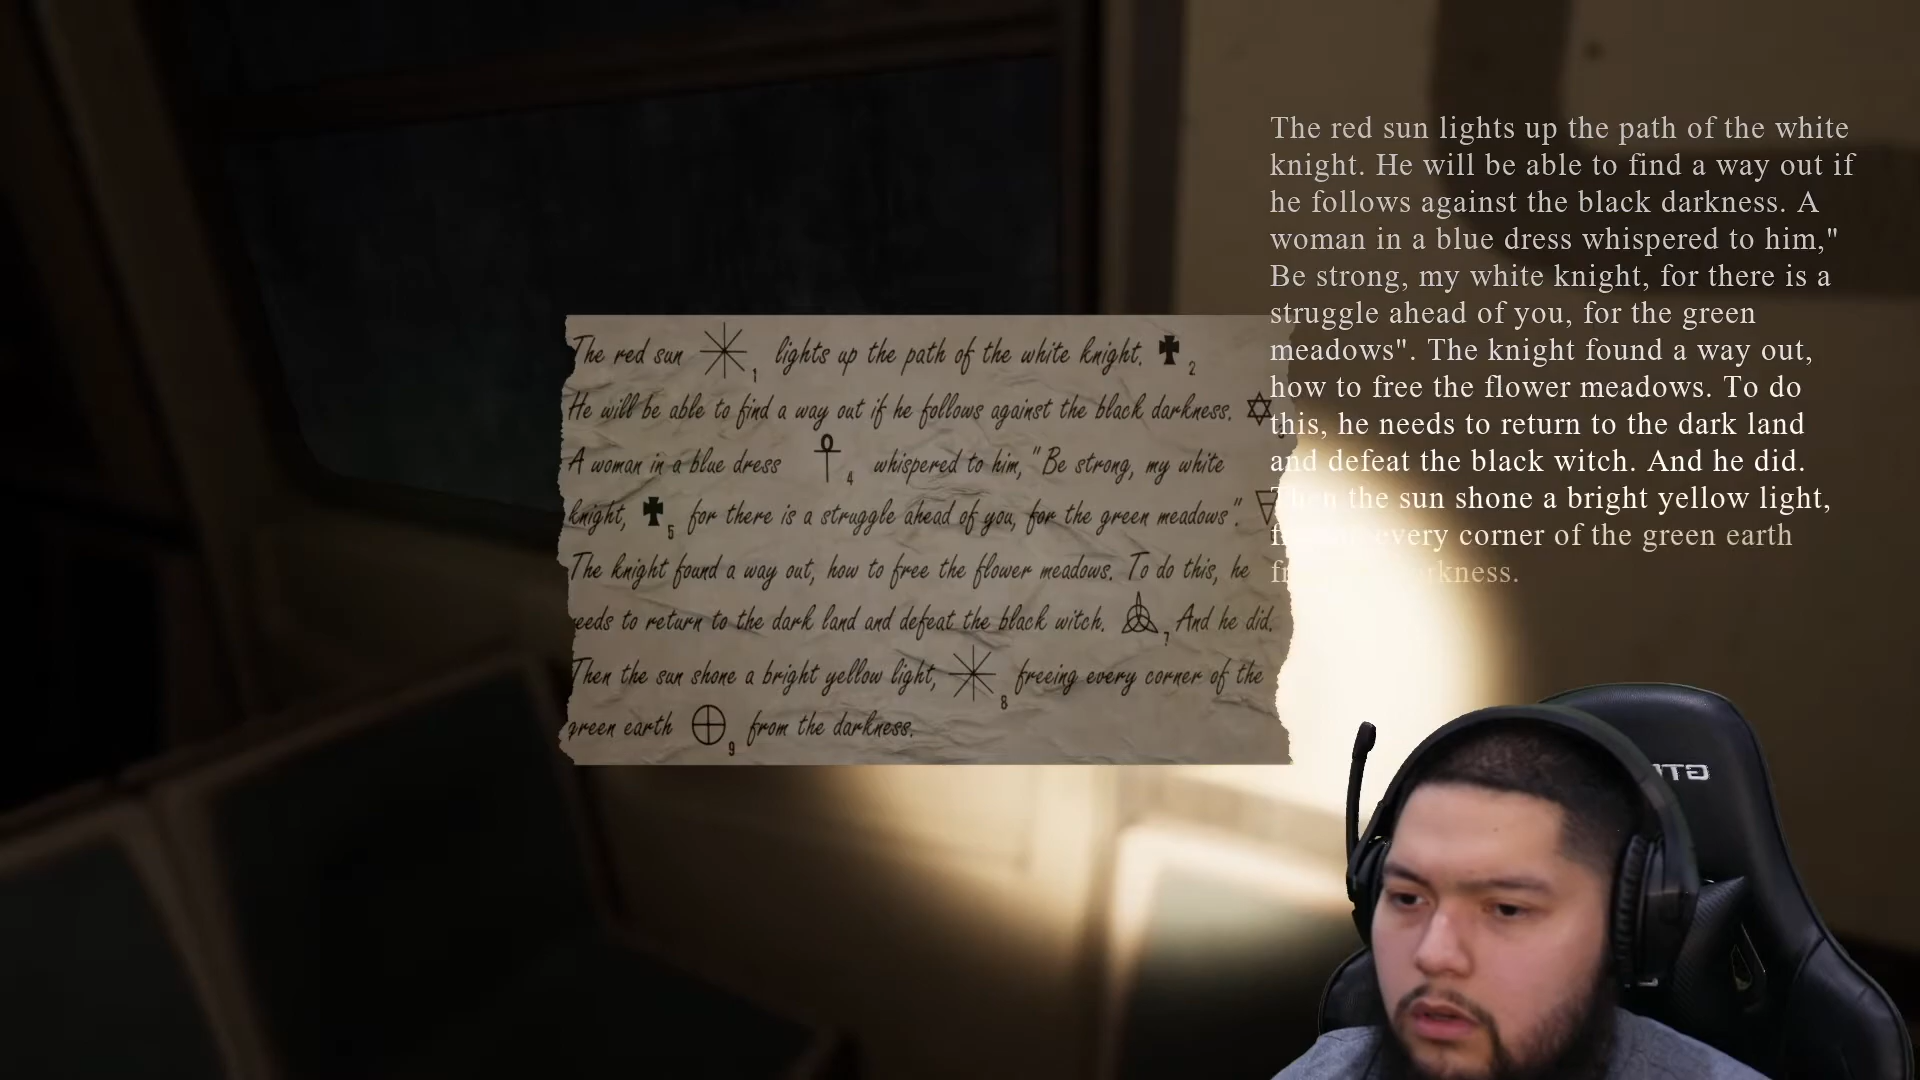 The red sun 1 lights up the path of the white knight. 2
He will be able to find a way out if he follows against the black darkness.
A woman in a blue dress 4 whispered to him, "Be strong, my white
knight, 5 for there is a struggle ahead of you, for the green meadows".
The knight found a way out, how to free the flower meadows. To do this, he
needs to return to the dark land and defeat the black witch. 7 And he did.
Then the sun shone a bright yellow light, 8 freeing every corner of the
green earth 9 from the darkness.
The red sun lights up the path of the white
knight. He will be able to find a way out if
he follows against the black darkness. A
woman in a blue dress whispered to him,"
Be strong, my white knight, for there is a
struggle ahead of you, for the green
meadows". The knight found a way out,
how to free the flower meadows. To do
this, he needs to return to the dark land
and defeat the black witch. And he did.
Then the sun shone a bright yellow light,
every corner of the green earth